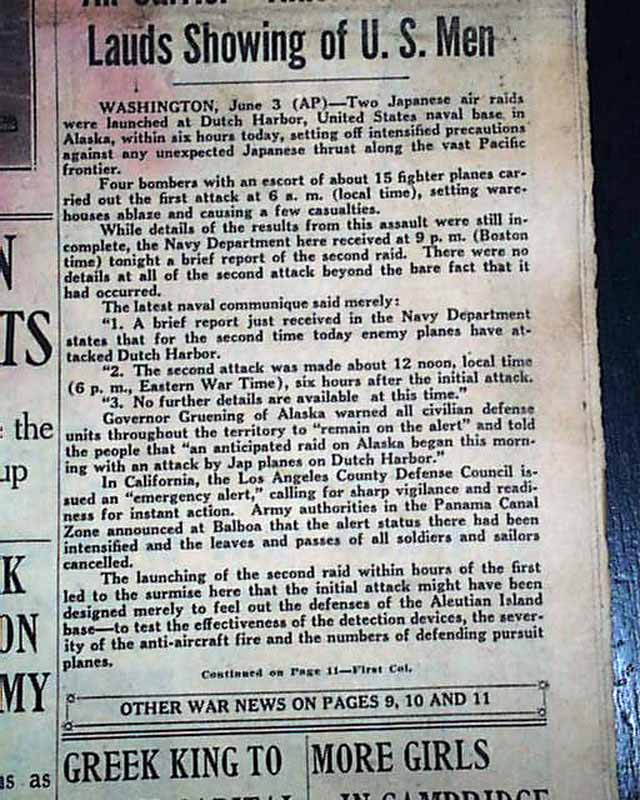 Lauds Showing of U. S. Men
WASHINGTON, June 3 (AP)—Two Japanese air raids
were launched at Dutch Harbor, United States naval base in
Alaska, within six hours today, setting off intensified precautions
against any unexpected Japanese thrust along the vast Pacific
frontier.
Four bombers with an escort of about 15 fighter planes car-
ried out the first attack at 6 a. m. (local time), setting ware-
houses ablaze and causing a few casualties.
While details of the results from this assault were still in-
complete, the Navy Department here received at 9 p. m. (Boston
time) tonight a brief report of the second raid. There were no
details at all of the second attack beyond the bare fact that it
had occurred.
The latest naval communique said merely:
"1. A brief report just received in the Navy Department
states that for the second time today enemy planes have at-
tacked Dutch Harbor.
"2. The second attack was made about 12 noon, local time
(6 p. m., Eastern War Time), six hours after the initial attack.
"3. No further details are available at this time."
Governor Gruening of Alaska warned all civilian defense
units throughout the territory to "remain on the alert" and told
the people that "an anticipated raid on Alaska began this morn-
ing with an attack by Jap planes on Dutch Harbor."
In California, the Los Angeles County Defense Council is-
sued an "emergency alert," calling for sharp vigilance and readi-
ness for instant action. Army authorities in the Panama Canal
Zone announced at Balboa that the alert status there had been
intensified and the leaves and passes of all soldiers and sailors
cancelled.
The launching of the second raid within hours of the first
led to the surmise here that the initial attack might have been
designed merely to feel out the defenses of the Aleutian Island
base—to test the effectiveness of the detection devices, the sever-
ity of the anti-aircraft fire and the numbers of defending pursuit
planes.
Continued on Page 11—First Col.
OTHER WAR NEWS ON PAGES 9, 10 AND 11
N
TS
the
up
K
ON
MY
as
GREEK KING TO
MORE GIRLS
IN CAMBRIDGE